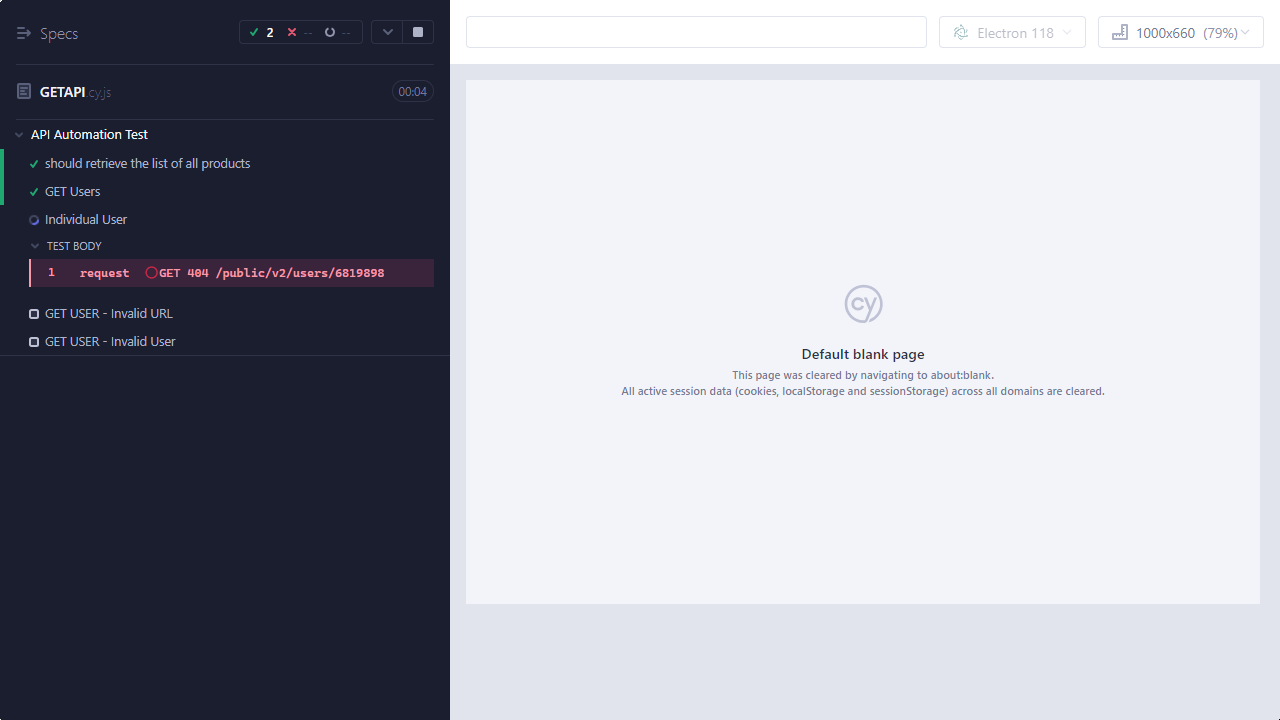 Specs
2 -- --
GETAPI.cy.js
00:04
API Automation Test
should retrieve the list of all products
GET Users
Individual User
TEST BODY
1 request GET 404 /public/v2/users/6819898
GET USER - Invalid URL
GET USER - Invalid User
Electron 118
1000x660 (79%)
cy
Default blank page
This page was cleared by navigating to about:blank.
All active session data (cookies, localStorage and sessionStorage) across all domains are cleared.